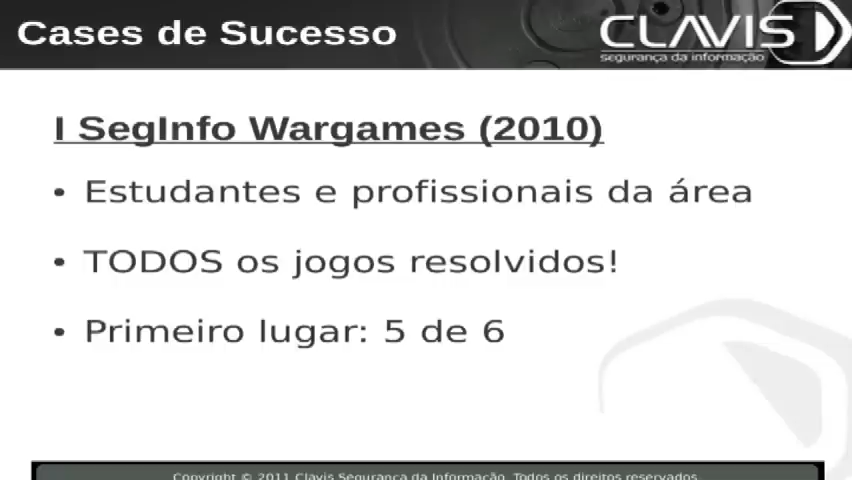 Cases de Sucesso
CLAVIS
segurança da informação
I SegInfo Wargames (2010)
• Estudantes e profissionais da área
• TODOS os jogos resolvidos!
• Primeiro lugar: 5 de 6
Copyright © 2011 Clavis Segurança da Informação. Todos os direitos reservados.